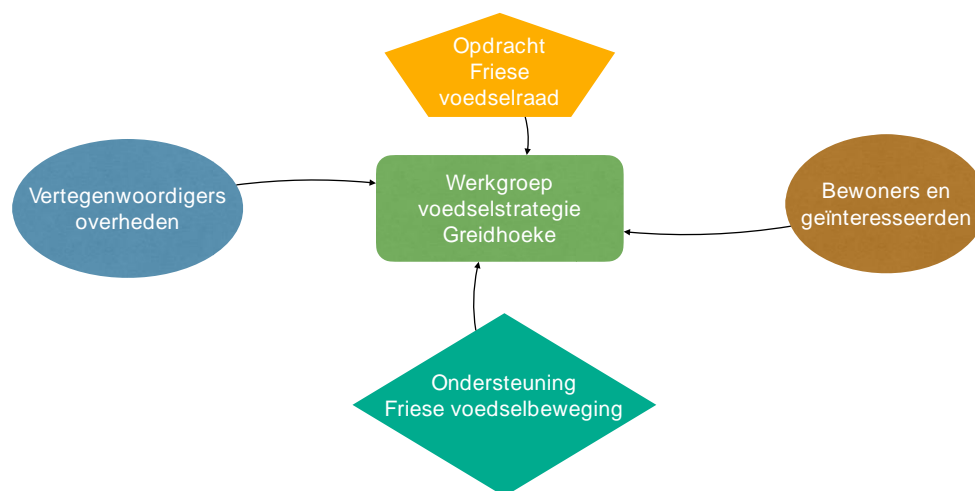 Opdracht
Friese
voedselraad
Vertegenwoordigers
overheden
Werkgroep
voedselstrategie
Greidhoeke
Bewoners en
geïnteresseerden
Ondersteuning
Friese voedselbeweging